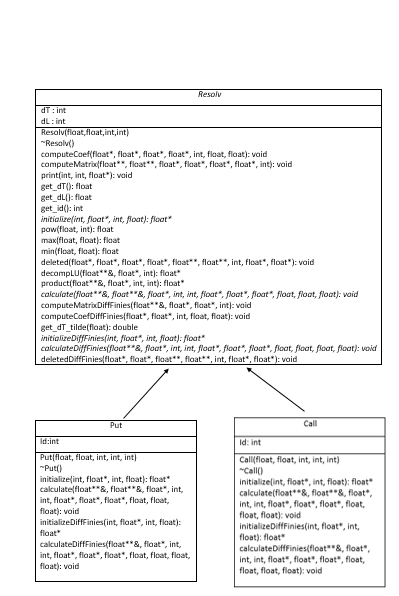 Resolv
dT : int
dL : int
Resolv(float,float,int,int)
~Resolv()
computeCoef(float*, float*, float*, float*, int, float, float): void
computeMatrix(float**, float**, float*, float*, float*, float*, int): void
print(int, int, float*): void
get_dT(): float
get_dL(): float
get_id(): int
initialize(int, float*, int, float): float*
pow(float, int): float
max(float, float): float
min(float, float): float
deleted(float*, float*, float*, float*, float**, float**, int, float*, float*): void
decompLU(float**&, float*, int): float*
product(float**&, float*, int, int): float*
calculate(float**&, float**&, float*, int, int, float*, float*, float*, float*, float, float, float): void
computeMatrixDiffFinies(float**&, float*, float*, float*, int): void
computeCoefDiffFinies(float*, float*, int, float, float): void
get_dT_tilde(float): double
initializeDiffFinies(int, float*, int, float): float*
calculateDiffFinies(float**&, float*, int, int, float*, float*, float*, float*, float, float, float, float): void
deletedDiffFinies(float*, float*, float**, float**, int, float*, float*): void
Put
Id:int
Put(float, float, int, int, int)
~Put()
initialize(int, float*, int, float): float*
calculate(float**&, float**&, float*, int,
int, float*, float*, float*, float*, float,
float): void
initializeDiffFinies(int, float*, int, float):
float*
calculateDiffFinies(float**&, float*, int,
int, float*, float*, float*, float, float, float,
float): void
Call
Id: int
Call(float, float, int, int, int)
~Call()
initialize(int, float*, int, float): float*
calculate(float**&, float**&, float*,
int, int, float*, float*, float*, float*,
float, float): void
initializeDiffFinies(int, float*, int,
float): float*
calculateDiffFinies(float**&, float*,
int, int, float*, float*, float*, float*,
float, float, float, float): void